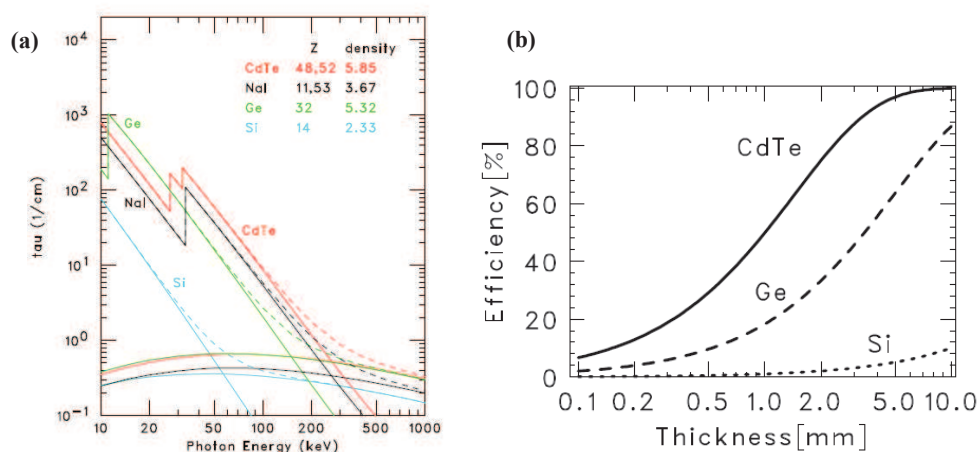 (a)
10⁴
10³
10²
10¹
10⁰
10⁻¹
tau (1/cm)
Z density
CdTe 48,52 5.85
NaI 11,53 3.67
Ge 32 5.32
Si 14 2.33
Ge
NaI
CdTe
Si
10 20 50 100 200 500 1000
Photon Energy (keV)
(b)
100
80
60
40
20
0
Efficiency[%]
CdTe
Ge
Si
0.1 0.2 0.5 1.0 2.0 5.0 10.0
Thickness[mm]